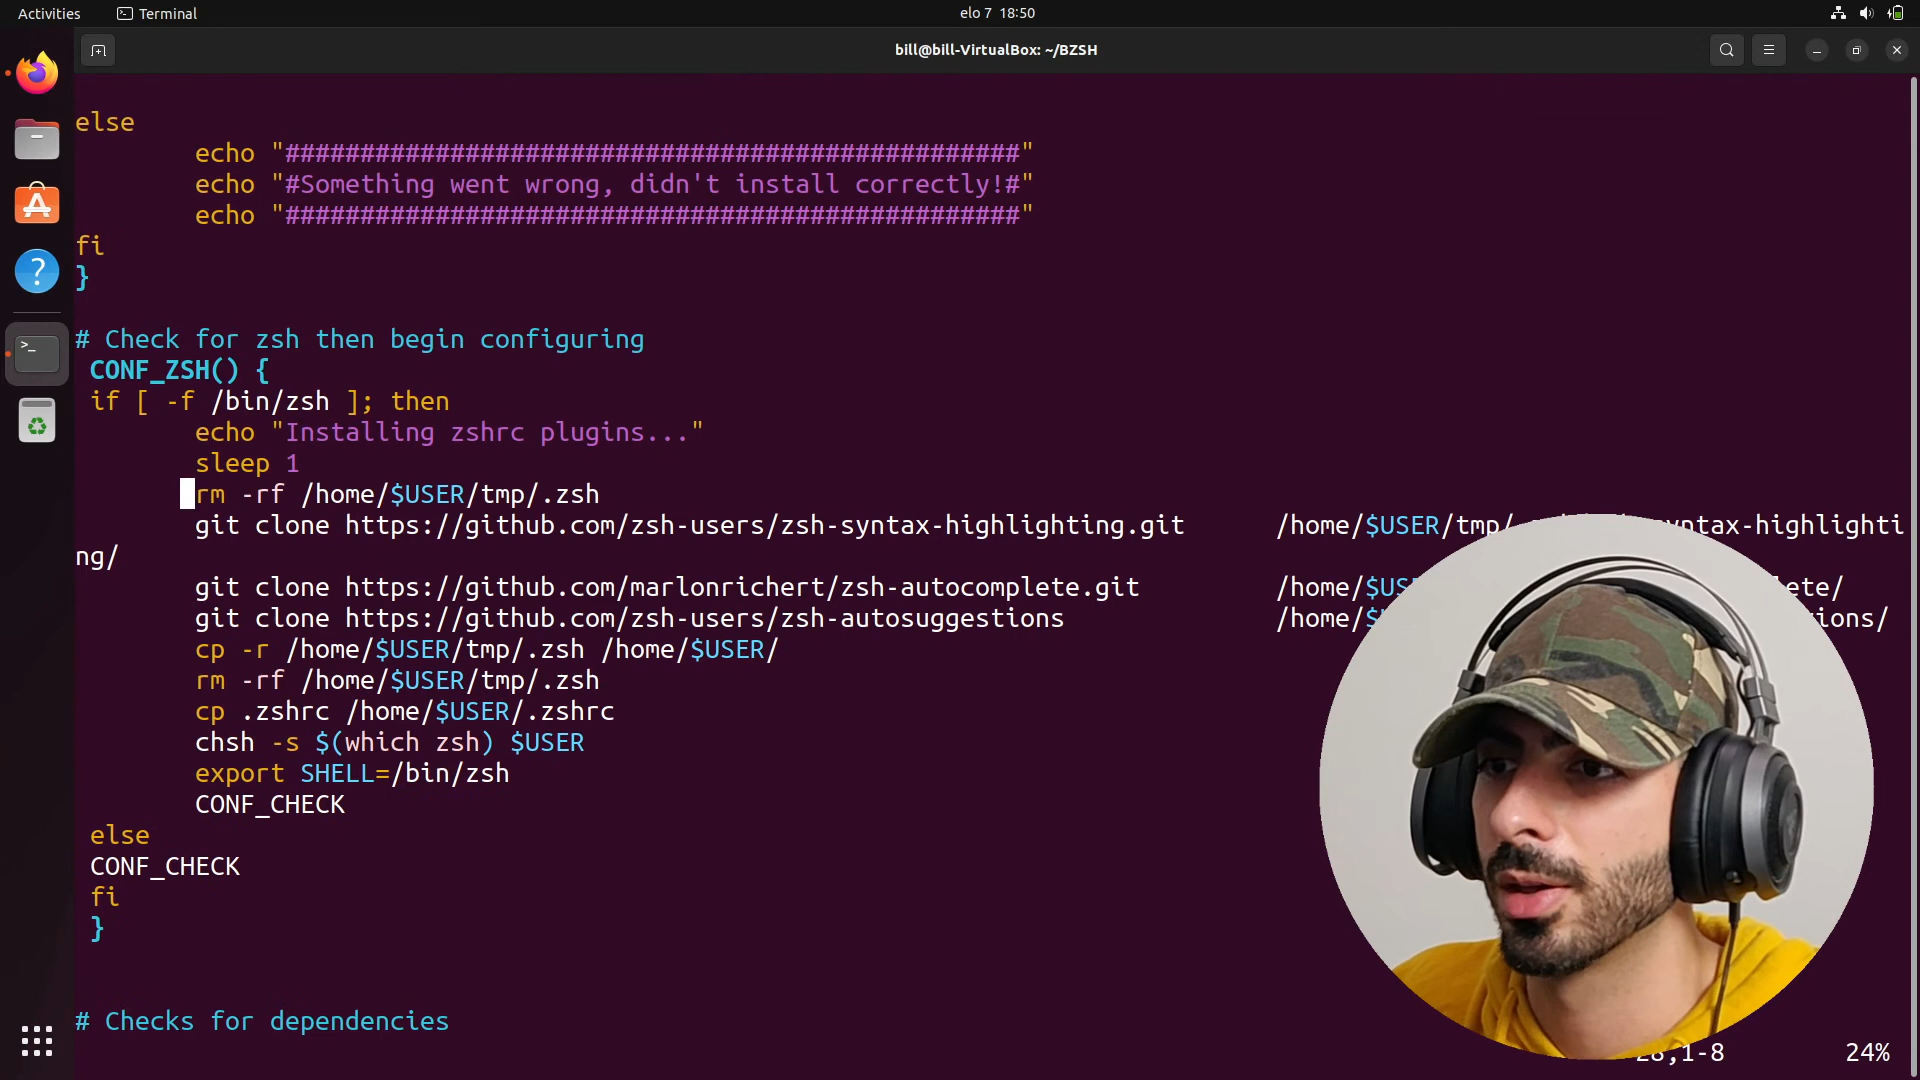 Activities
Terminal
elo 7 18:50
bill@bill-VirtualBox: ~/BZSH
else
echo "#################################################"
echo "#Something went wrong, didn't install correctly!#"
echo "#################################################"
fi
}
# Check for zsh then begin configuring
CONF_ZSH() {
if [ -f /bin/zsh ]; then
echo "Installing zshrc plugins..."
sleep 1
rm -rf /home/$USER/tmp/.zsh
git clone https://github.com/zsh-users/zsh-syntax-highlighting.git /home/$USER/tmp/ syntax-highlighti
ng/
git clone https://github.com/marlonrichert/zsh-autocomplete.git /home/$US ete/
git clone https://github.com/zsh-users/zsh-autosuggestions /home/$ ions/
cp -r /home/$USER/tmp/.zsh /home/$USER/
rm -rf /home/$USER/tmp/.zsh
cp .zshrc /home/$USER/.zshrc
chsh -s $(which zsh) $USER
export SHELL=/bin/zsh
CONF_CHECK
else
CONF_CHECK
fi
}
# Checks for dependencies
28,1-8 24%